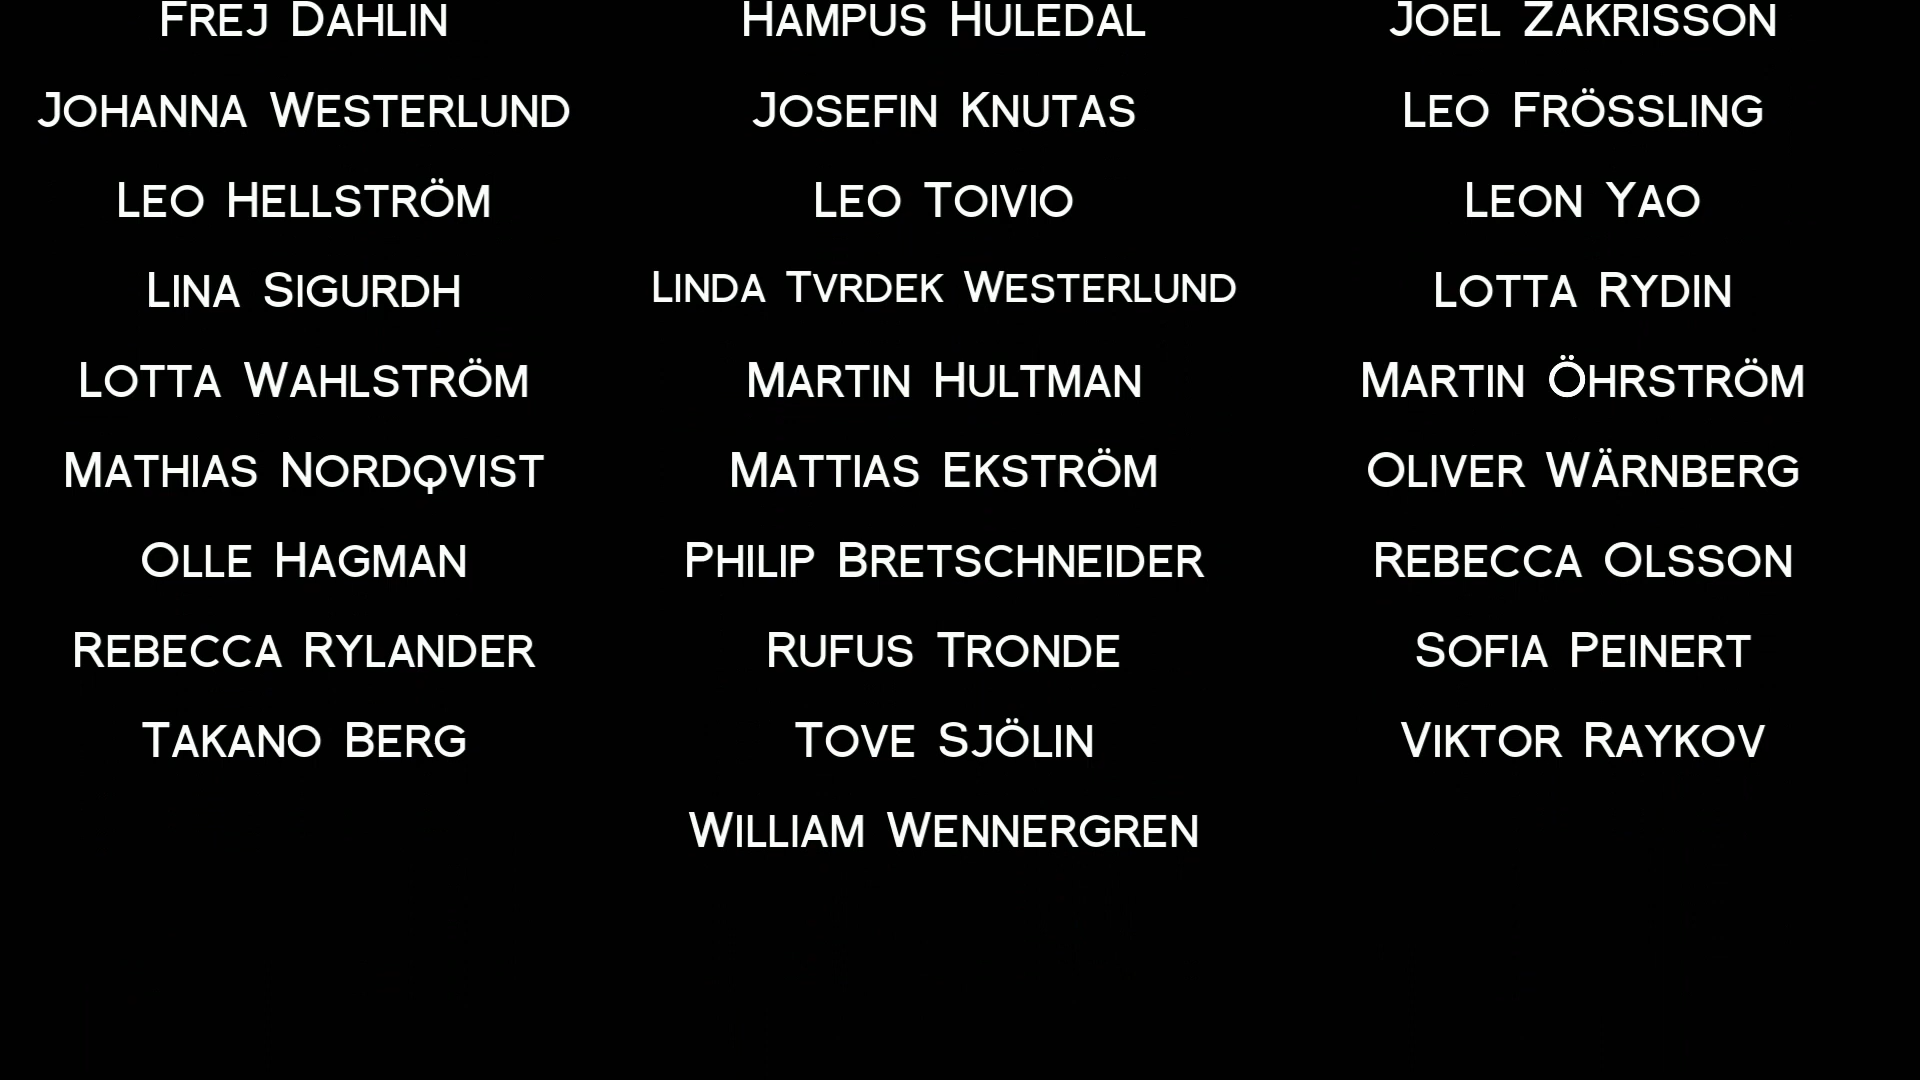 Frej Dahlin Hampus Huledal Joel Zakrisson
Johanna Westerlund Josefin Knutas Leo Frössling
Leo Hellström Leo Toivio Leon Yao
Lina Sigurdh Linda Tvrdek Westerlund Lotta Rydin
Lotta Wahlström Martin Hultman Martin Öhrström
Mathias Nordqvist Mattias Ekström Oliver Wärnberg
Olle Hagman Philip Bretschneider Rebecca Olsson
Rebecca Rylander Rufus Tronde Sofia Peinert
Takano Berg Tove Sjölin Viktor Raykov
William Wennergren